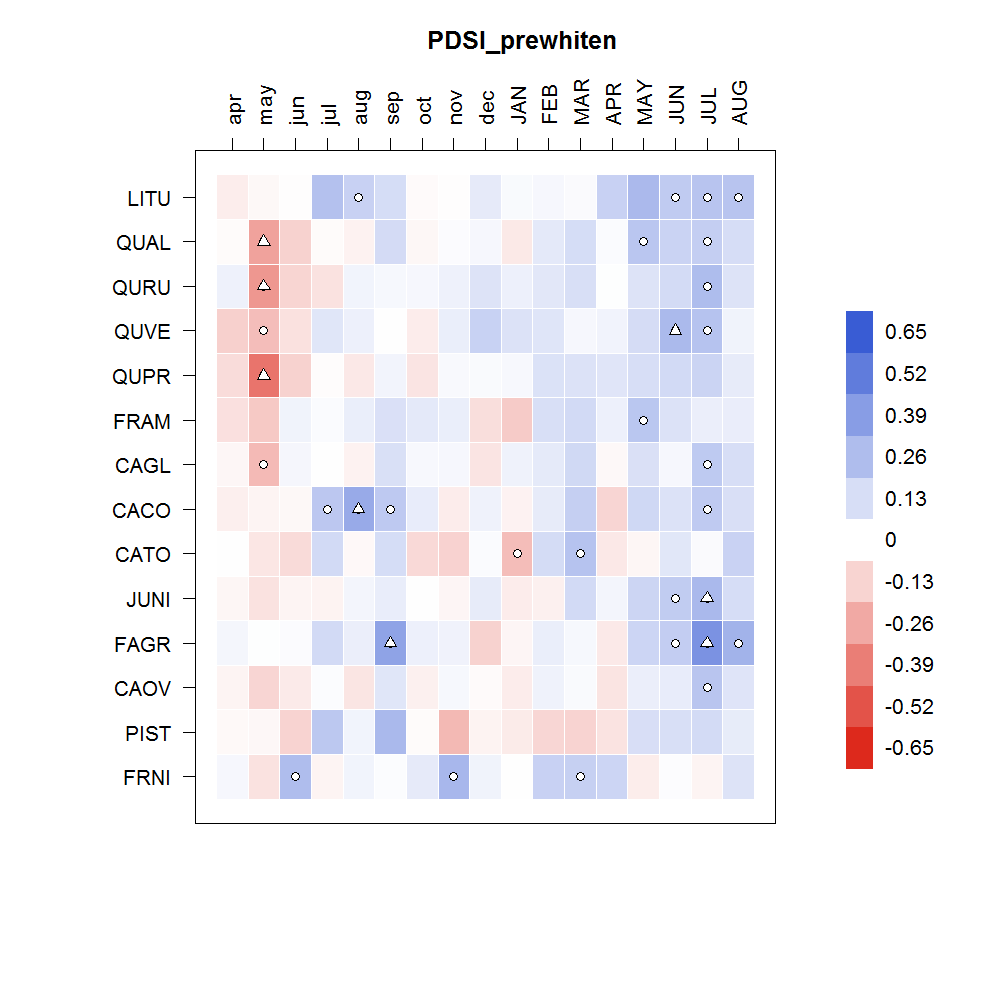 PDSI_prewhiten
apr may jun jul aug sep oct nov dec JAN FEB MAR APR MAY JUN JUL AUG
LITU
QUAL
QURU
QUVE
QUPR
FRAM
CAGL
CACO
CATO
JUNI
FAGR
CAOV
PIST
FRNI
0.65
0.52
0.39
0.26
0.13
0
-0.13
-0.26
-0.39
-0.52
-0.65